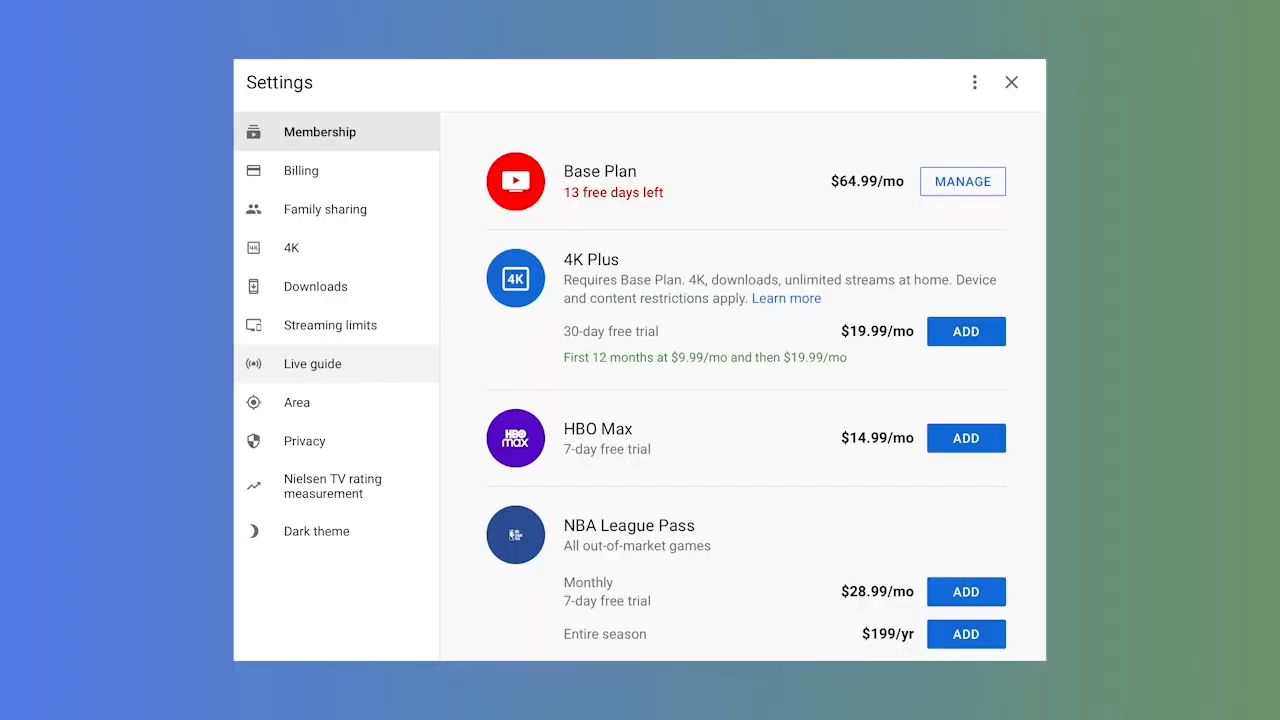 Settings
Membership
Billing
Family sharing
4K
Downloads
Streaming limits
Live guide
Area
Privacy
Nielsen TV rating
measurement
Dark theme
Base Plan
13 free days left
$64.99/mo
MANAGE
4K
4K Plus
Requires Base Plan. 4K, downloads, unlimited streams at home. Device
and content restrictions apply. Learn more
30-day free trial
$19.99/mo
ADD
First 12 months at $9.99/mo and then $19.99/mo
HBO
max
HBO Max
7-day free trial
$14.99/mo
ADD
NBA League Pass
All out-of-market games
Monthly
7-day free trial
$28.99/mo
ADD
Entire season
$199/yr
ADD